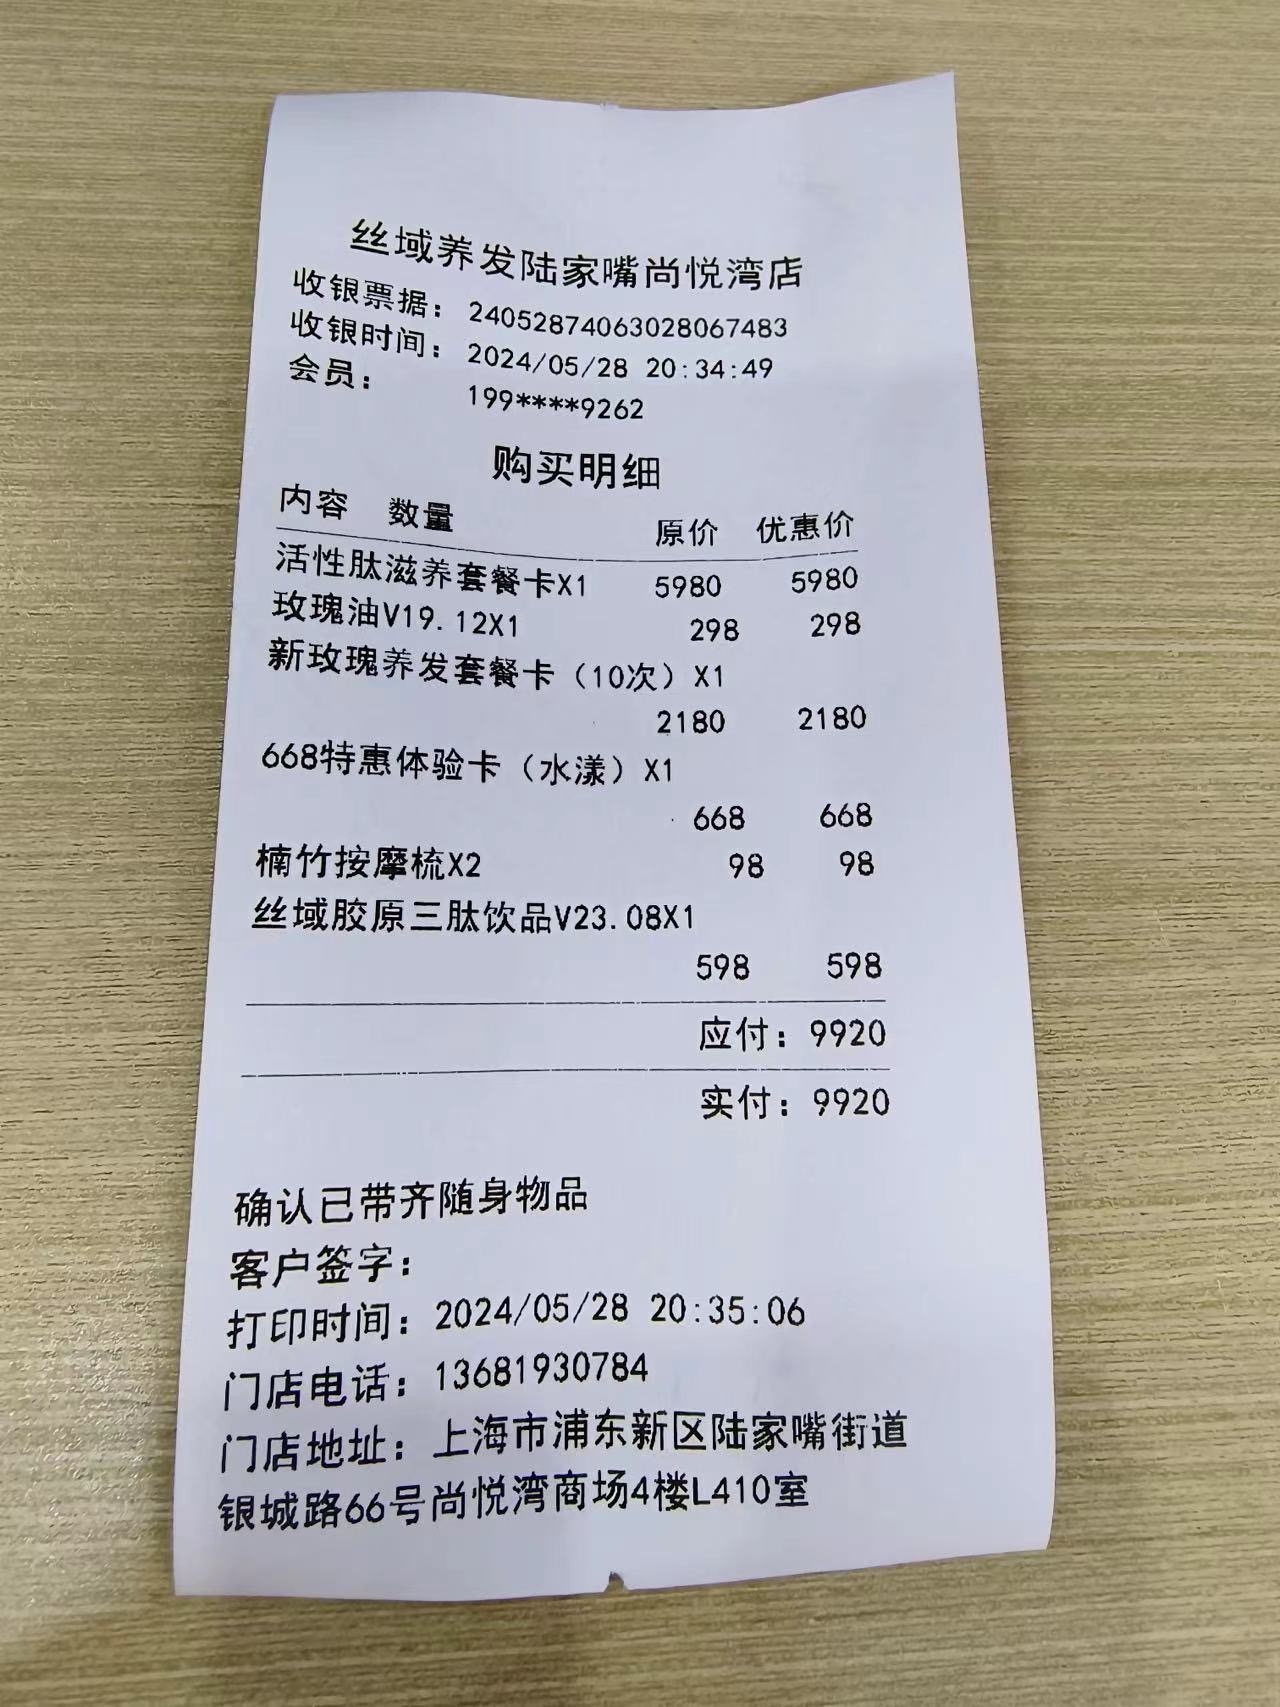 丝域养发陆家嘴尚悦湾店
收银票据：24052874063028067483
收银时间：2024/05/28 20:34:49
会员：199****9262
购买明细
内容 数量 原价 优惠价
活性肽滋养套餐卡X1 5980 5980
玫瑰油V19.12X1 298 298
新玫瑰养发套餐卡（10次）X1
2180 2180
668特惠体验卡（水漾）X1
668 668
楠竹按摩梳X2 98 98
丝域胶原三肽饮品V23.08X1
598 598
应付：9920
实付：9920
确认已带齐随身物品
客户签字：
打印时间：2024/05/28 20:35:06
门店电话：13681930784
门店地址：上海市浦东新区陆家嘴街道
银城路66号尚悦湾商场4楼L410室